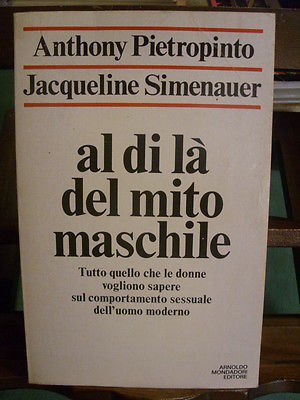 Anthony Pietropinto
Jacqueline Simenauer
al di là
del mito
maschile
Tutto quello che le donne
vogliono sapere
sul comportamento sessuale
dell'uomo moderno
ARNOLDO
MONDADORI
EDITORE